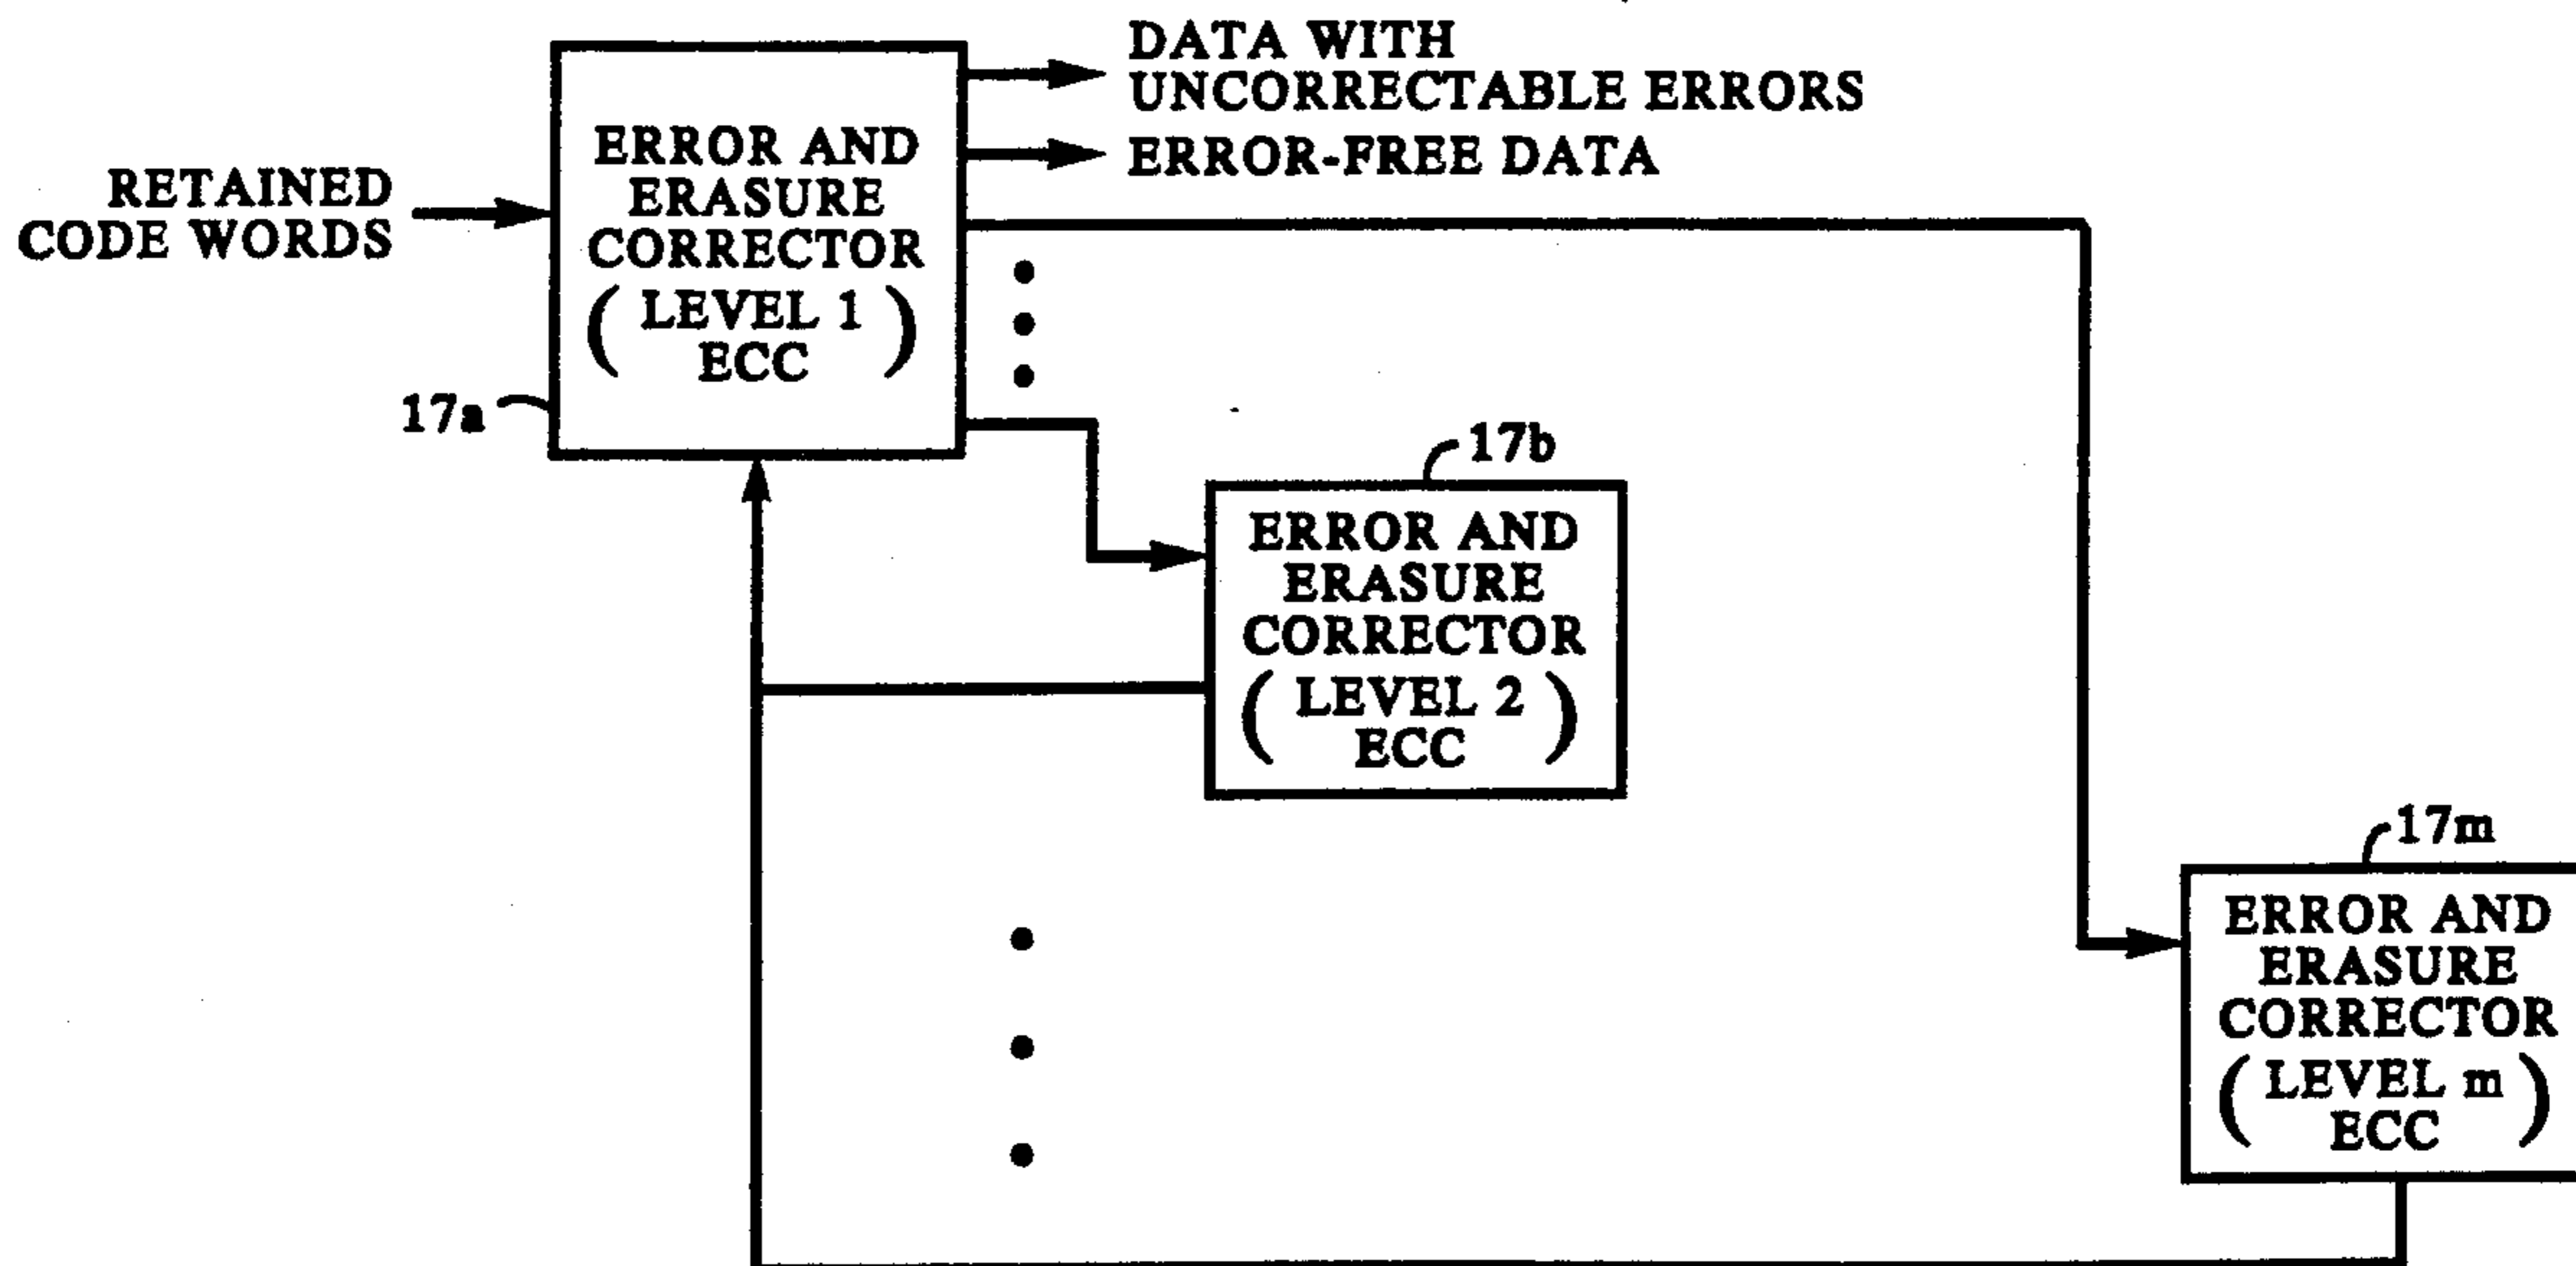 DATA WITH
UNCORRECTABLE ERRORS
ERROR-FREE DATA
RETAINED
CODE WORDS
ERROR AND
ERASURE
CORRECTOR
( LEVEL 1 )
ECC
17a
17b
ERROR AND
ERASURE
CORRECTOR
( LEVEL 2 )
ECC
17m
ERROR AND
ERASURE
CORRECTOR
( LEVEL m )
ECC